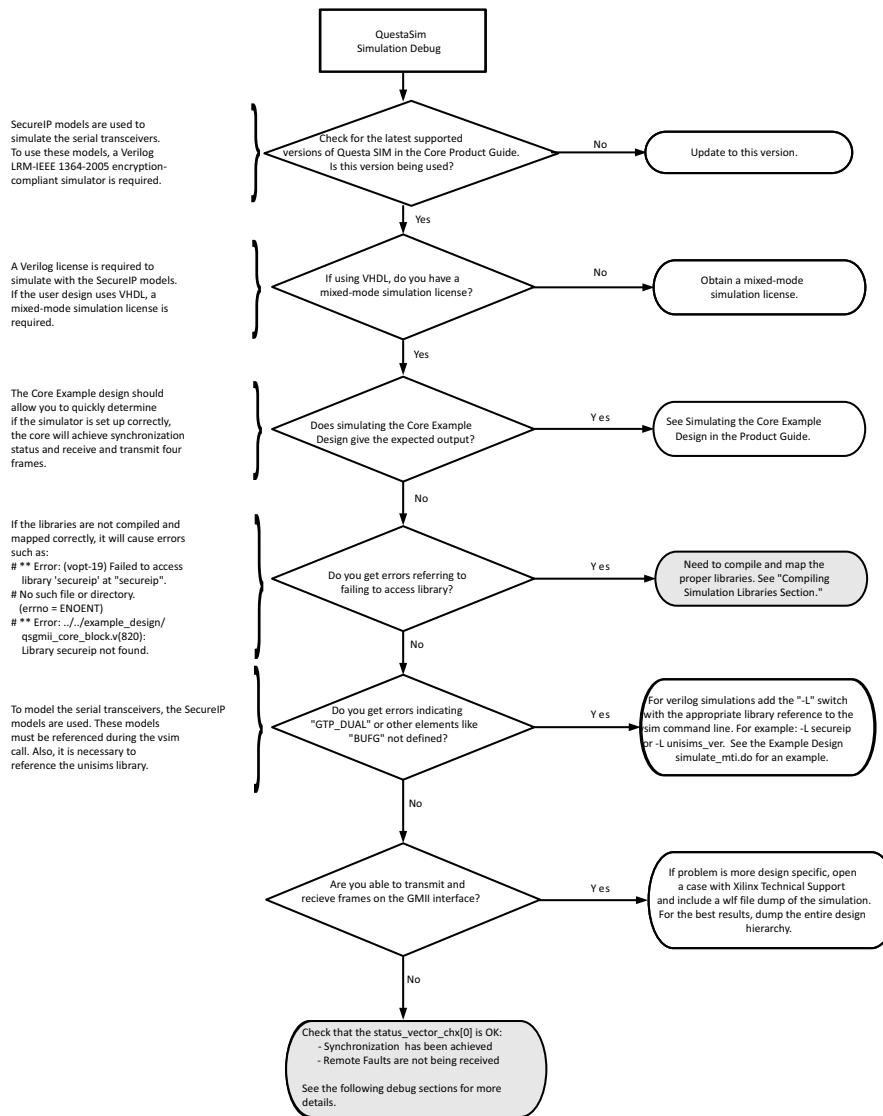 QuestaSim
Simulation Debug
SecureIP models are used to
simulate the serial transceivers.
To use these models, a Verilog
LRM-IEEE 1364-2005 encryption-
compliant simulator is required.
Check for the latest supported
versions of Questa SIM in the Core Product Guide.
Is this version being used?
No
Update to this version.
Yes
A Verilog license is required to
simulate with the SecureIP models.
If the user design uses VHDL, a
mixed-mode simulation license is
required.
If using VHDL, do you have a
mixed-mode simulation license?
No
Obtain a mixed-mode
simulation license.
Yes
The Core Example design should
allow you to quickly determine
if the simulator is set up correctly,
the core will achieve synchronization
status and receive and transmit four
frames.
Does simulating the Core Example
Design give the expected output?
Yes
See Simulating the Core Example
Design in the Product Guide.
No
If the libraries are not compiled and
mapped correctly, it will cause errors
such as:
# ** Error: (vopt-19) Failed to access
library 'secureip' at "secureip".
# No such file or directory.
(errno = ENOENT)
# ** Error: ../../example_design/
qsgmii_core_block.v(820):
Library secureip not found.
Do you get errors referring to
failing to access library?
Yes
Need to compile and map the
proper libraries. See "Compiling
Simulation Libraries Section."
No
To model the serial transceivers, the SecureIP
models are used. These models
must be referenced during the vsim
call. Also, it is necessary to
reference the unisims library.
Do you get errors indicating
"GTP_DUAL" or other elements like
"BUFG" not defined?
Yes
For verilog simulations add the "-L" switch
with the appropriate library reference to the
vsim command line. For example: -L secureip
or -L unisims_ver. See the Example Design
simulate_mti.do for an example.
No
Are you able to transmit and
recieve frames on the GMII interface?
Yes
If problem is more design specific, open
a case with Xilinx Technical Support
and include a wlf file dump of the simulation.
For the best results, dump the entire design
hierarchy.
No
Check that the status_vector_chx[0] is OK:
- Synchronization has been achieved
- Remote Faults are not being received
See the following debug sections for more
details.